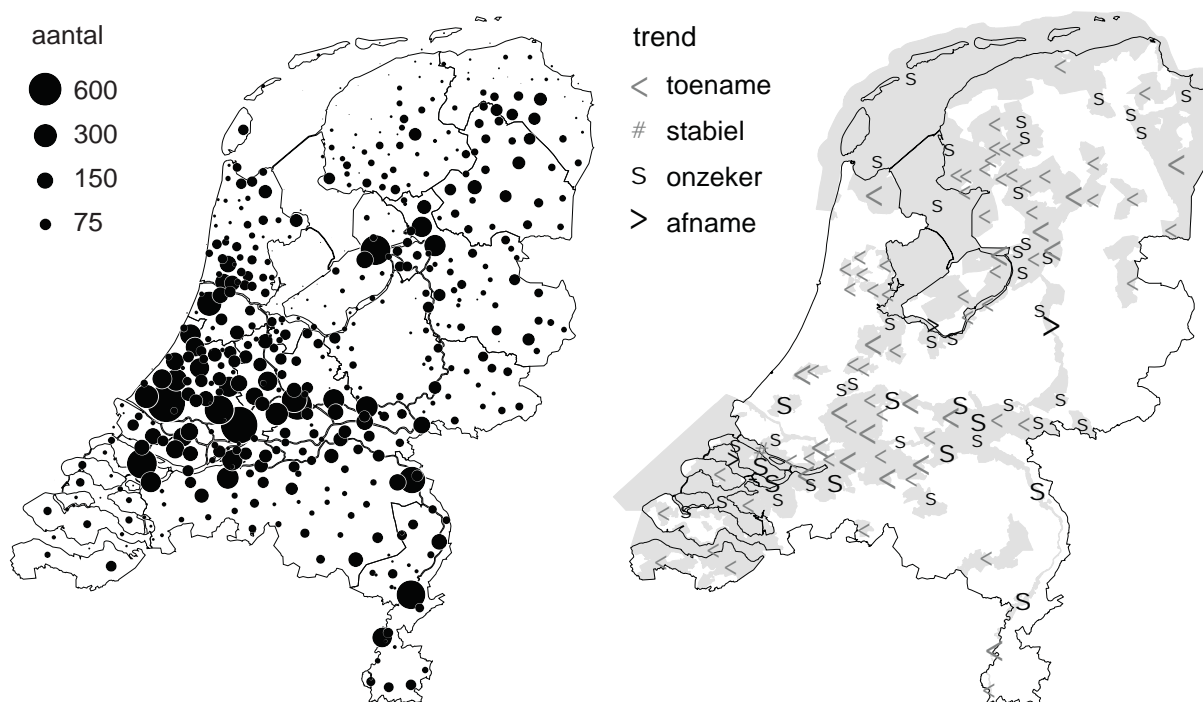 aantal
600
300
150
75
trend
< toename
# stabiel
S onzeker
> afname